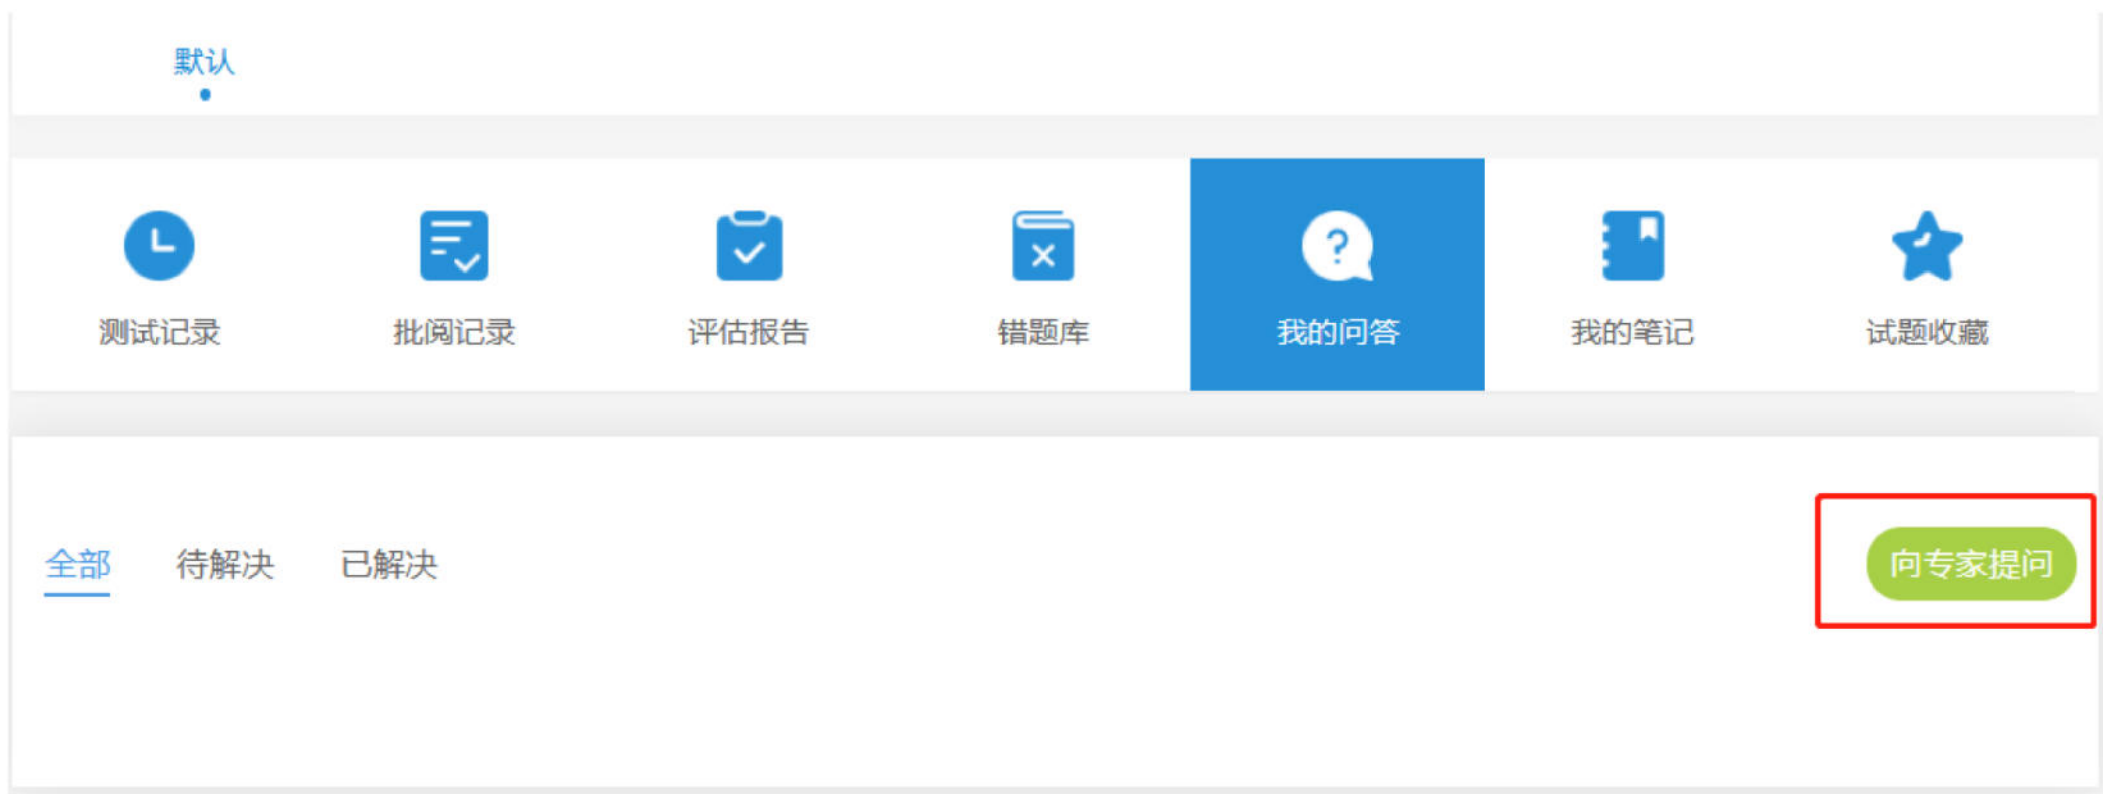 默认
测试记录 批阅记录 评估报告 错题库 我的问答 我的笔记 试题收藏
全部 待解决 已解决 向专家提问